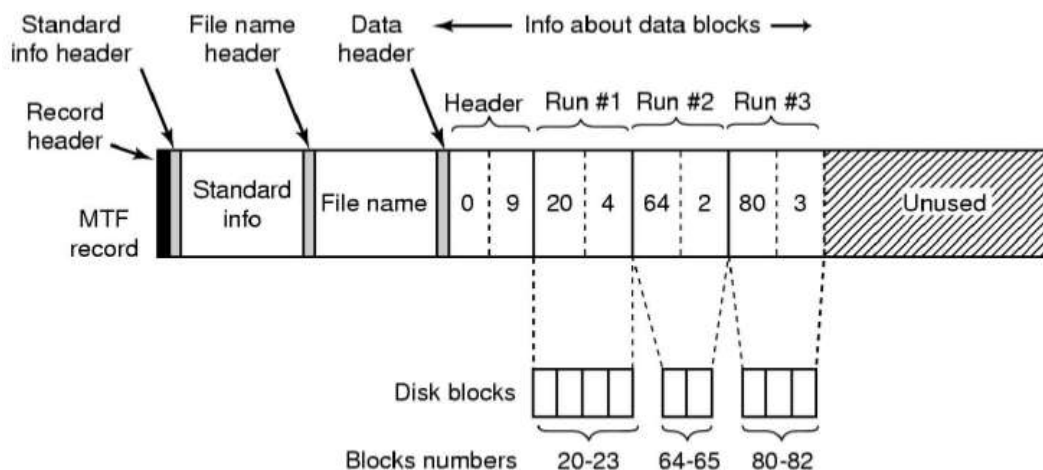 Standard
info header
File name
header
Data
header
Info about data blocks
Record
header
Header
Run #1
Run #2
Run #3
MTF
record
Standard
info
File name
0
9
20
4
64
2
80
3
Unused
Disk blocks
Blocks numbers
20-23
64-65
80-82